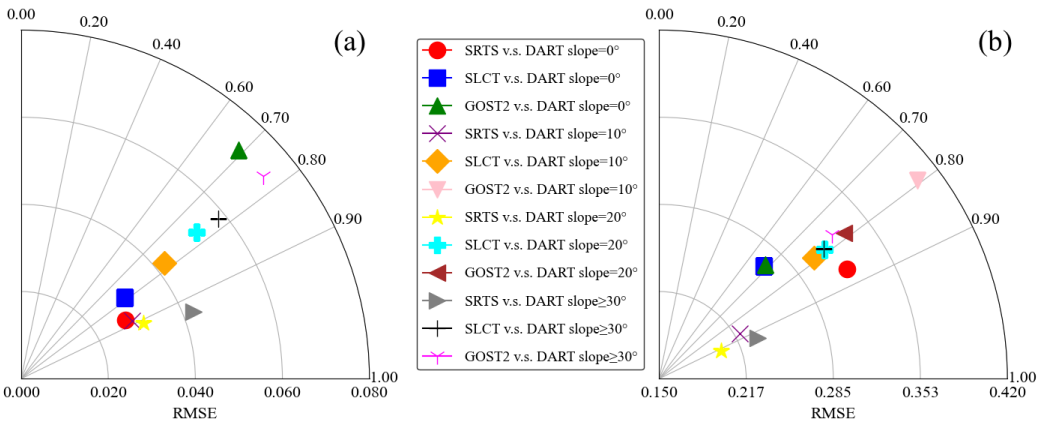 0.00
0.20
0.40
0.60
0.70
0.80
0.90
1.00
(a)
0.000
0.020
0.040
0.060
0.080
RMSE
SRTS v.s. DART slope=0°
SLCT v.s. DART slope=0°
GOST2 v.s. DART slope=0°
SRTS v.s. DART slope=10°
SLCT v.s. DART slope=10°
GOST2 v.s. DART slope=10°
SRTS v.s. DART slope=20°
SLCT v.s. DART slope=20°
GOST2 v.s. DART slope=20°
SRTS v.s. DART slope≥30°
SLCT v.s. DART slope≥30°
GOST2 v.s. DART slope≥30°
0.00
0.20
0.40
0.60
0.70
0.80
0.90
1.00
(b)
0.150
0.217
0.285
0.353
0.420
RMSE